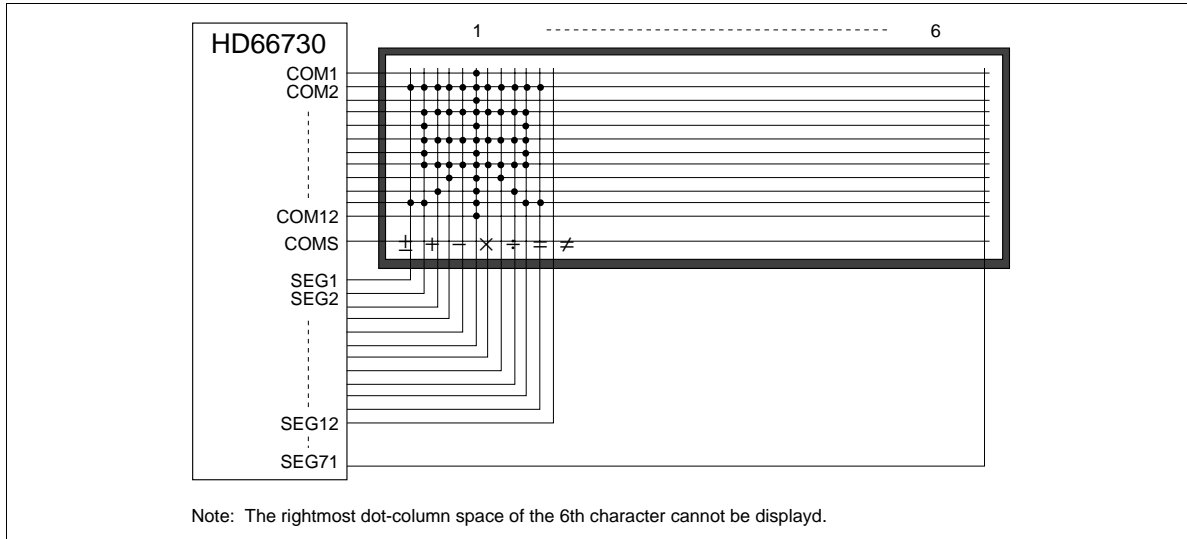 1 6
HD66730
COM1
COM2
COM12
COMS
± + − × ÷ = ≠
SEG1
SEG2
SEG12
SEG71
Note: The rightmost dot-column space of the 6th character cannot be displayd.